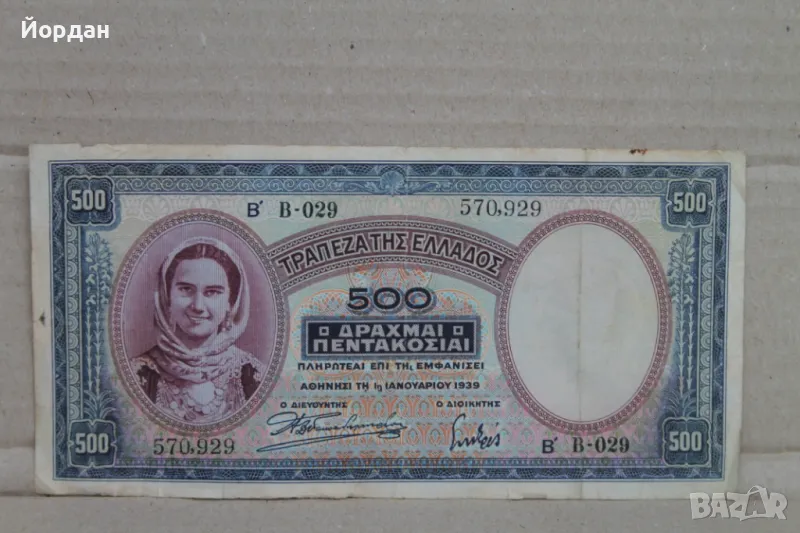 Йордан
500 Β΄ Β-029 570,929 500
ΤΡΑΠΕΖΑ ΤΗΣ ΕΛΛΑΔΟΣ
500
ΔΡΑΧΜΑΙ
ΠΕΝΤΑΚΟΣΙΑΙ
ΠΛΗΡΩΤΕΑΙ ΕΠΙ ΤΗι ΕΜΦΑΝΙΣΕΙ
ΑΘΗΝΗΣΙ ΤΗ 1η ΙΑΝΟΥΑΡΙΟΥ 1939
Ο ΔΙΕΥΘΥΝΤΗΣ Ο ΔΙΟΙΚΗΤΗΣ
500 570,929 Β΄ Β-029 500
BAZAR